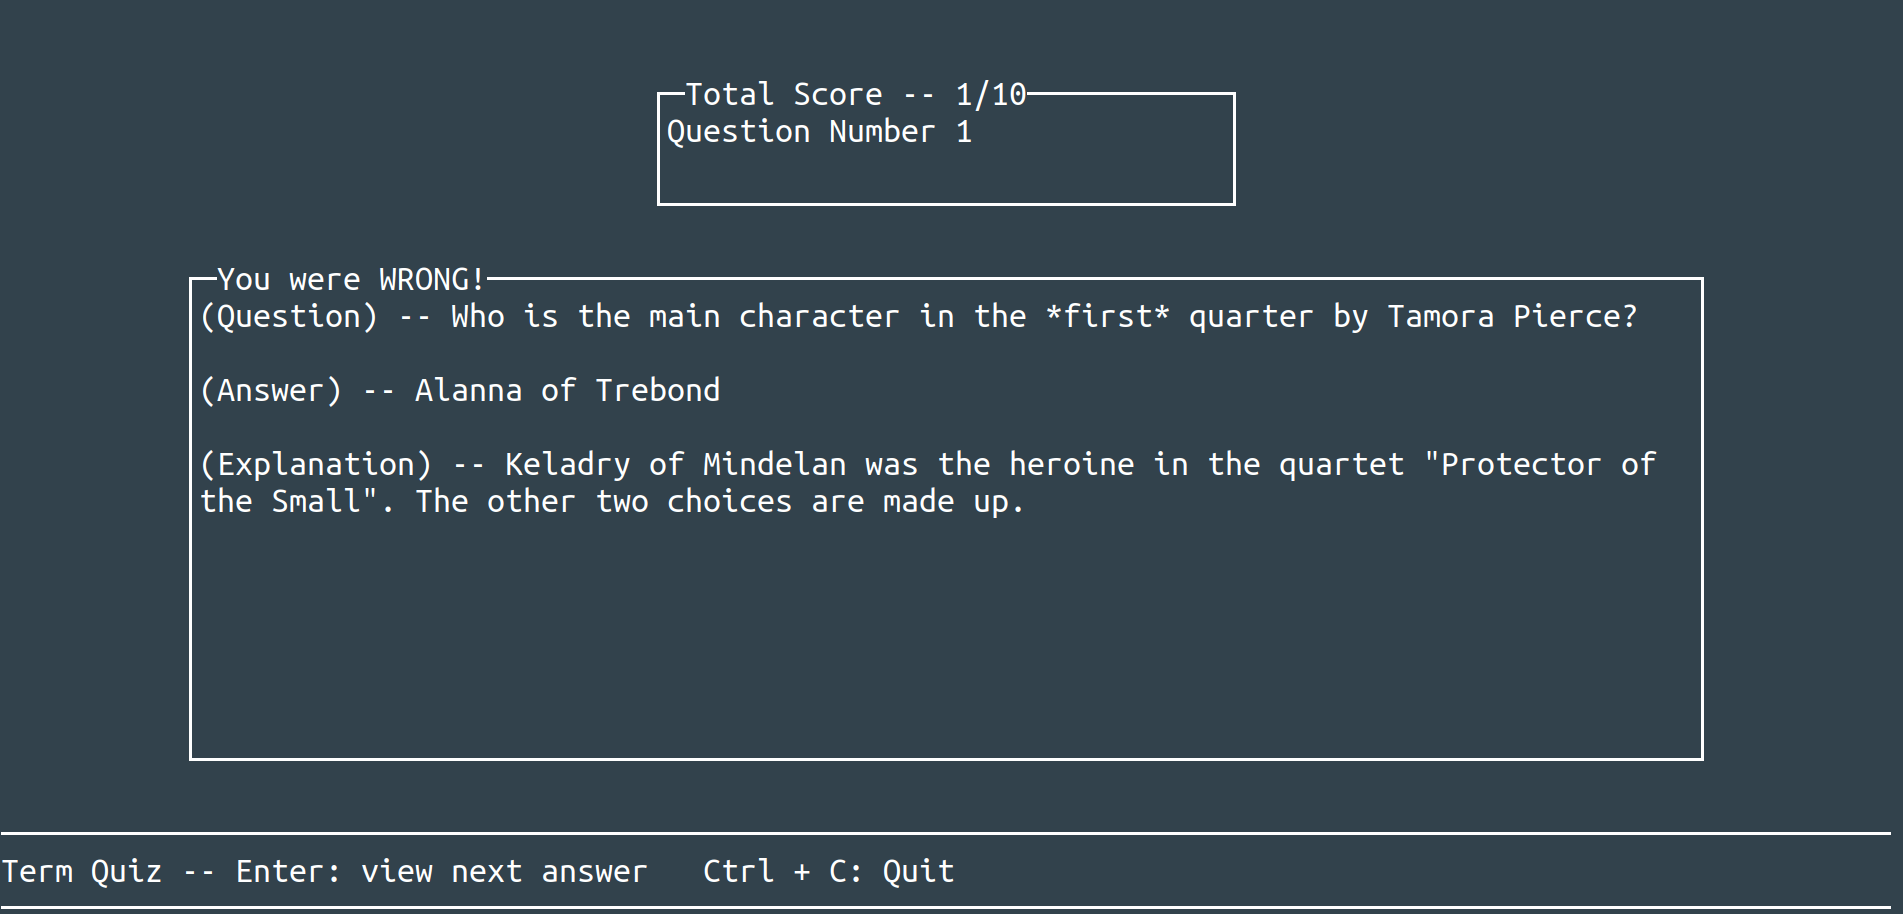 Total Score -- 1/10
Question Number 1
You were WRONG!
(Question) -- Who is the main character in the *first* quarter by Tamora Pierce?
(Answer) -- Alanna of Trebond
(Explanation) -- Keladry of Mindelan was the heroine in the quartet "Protector of
the Small". The other two choices are made up.
Term Quiz -- Enter: view next answer   Ctrl + C: Quit